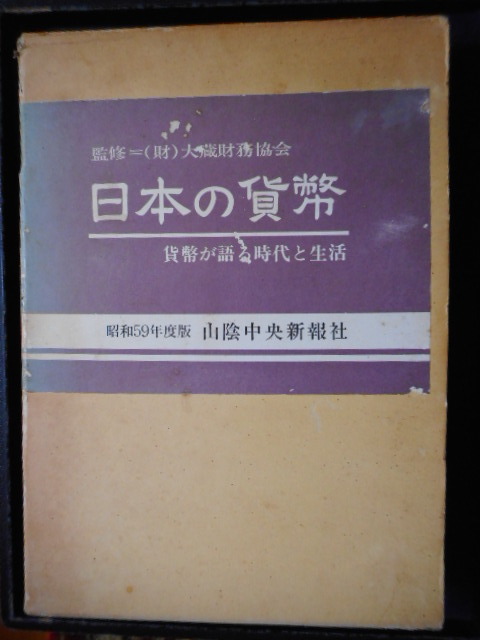 監修＝(財)大蔵財務協会
日本の貨幣
貨幣が語る時代と生活
昭和59年度版 山陰中央新報社